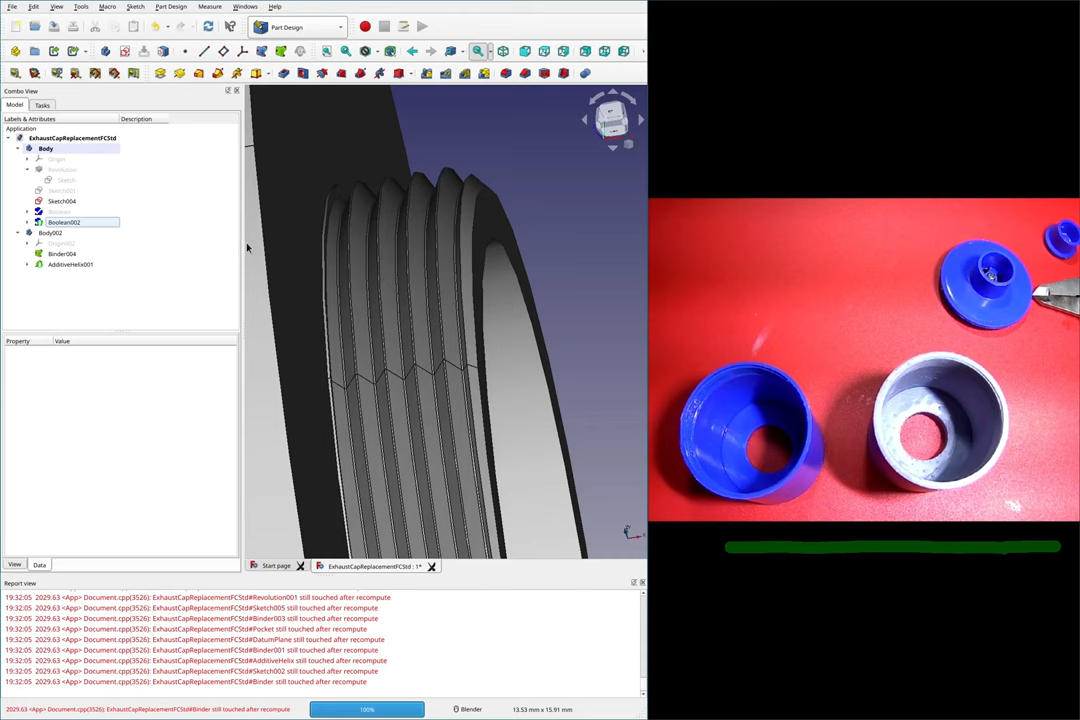 File Edit View Tools Macro Sketch Part Design Measure Windows Help
Part Design
Combo View
Model Tasks
Labels & Attributes Description
Application
ExhaustCapReplacementFCStd
Body
Origin
Revolution
Sketch
Sketch001
Sketch004
Boolean
Boolean002
Body002
Origin002
Binder004
AdditiveHelix001
Property Value
View Data
Start page ExhaustCapReplacementFCStd : 1*
Report view
19:32:05 2029.63 <App> Document.cpp(3526): ExhaustCapReplacementFCStd#Revolution001 still touched after recompute
19:32:05 2029.63 <App> Document.cpp(3526): ExhaustCapReplacementFCStd#Sketch005 still touched after recompute
19:32:05 2029.63 <App> Document.cpp(3526): ExhaustCapReplacementFCStd#Binder003 still touched after recompute
19:32:05 2029.63 <App> Document.cpp(3526): ExhaustCapReplacementFCStd#Pocket still touched after recompute
19:32:05 2029.63 <App> Document.cpp(3526): ExhaustCapReplacementFCStd#DatumPlane still touched after recompute
19:32:05 2029.63 <App> Document.cpp(3526): ExhaustCapReplacementFCStd#Binder001 still touched after recompute
19:32:05 2029.63 <App> Document.cpp(3526): ExhaustCapReplacementFCStd#AdditiveHelix still touched after recompute
19:32:05 2029.63 <App> Document.cpp(3526): ExhaustCapReplacementFCStd#Sketch002 still touched after recompute
19:32:05 2029.63 <App> Document.cpp(3526): ExhaustCapReplacementFCStd#Binder still touched after recompute
2029.63 <App> Document.cpp(3526): ExhaustCapReplacementFCStd#Binder still touched after recompute 100% Blender 13.53 mm x 15.91 mm